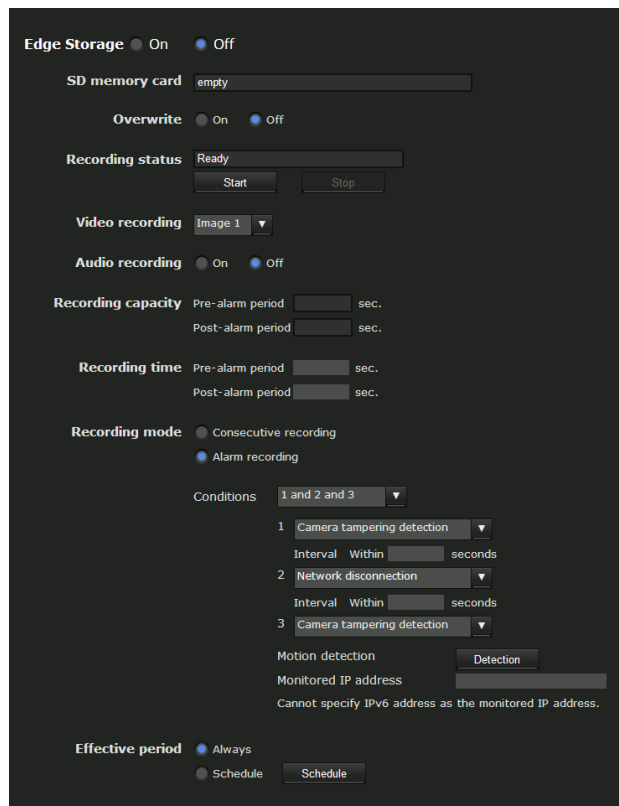 Edge Storage On Off
SD memory card empty
Overwrite On Off
Recording status Ready
Start Stop
Video recording Image 1
Audio recording On Off
Recording capacity Pre-alarm period sec.
Post-alarm period sec.
Recording time Pre-alarm period sec.
Post-alarm period sec.
Recording mode Consecutive recording
Alarm recording
Conditions 1 and 2 and 3
1 Camera tampering detection
Interval Within seconds
2 Network disconnection
Interval Within seconds
3 Camera tampering detection
Motion detection Detection
Monitored IP address
Cannot specify IPv6 address as the monitored IP address.
Effective period Always
Schedule Schedule